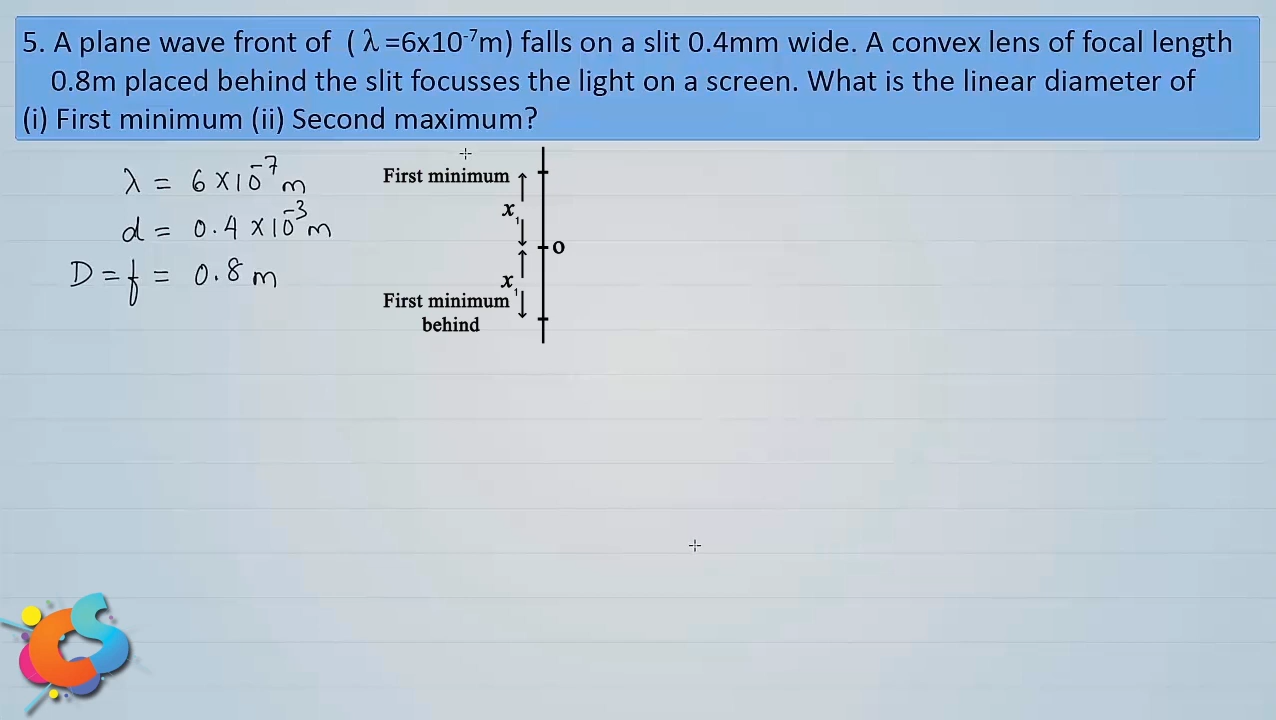 5. A plane wave front of ( λ =6x10⁻⁷m) falls on a slit 0.4mm wide. A convex lens of focal length
0.8m placed behind the slit focusses the light on a screen. What is the linear diameter of
(i) First minimum (ii) Second maximum?
λ = 6 × 10⁻⁷ m
d = 0.4 × 10⁻³ m
D = f = 0.8 m
First minimum
x₁
O
x₁
First minimum
behind